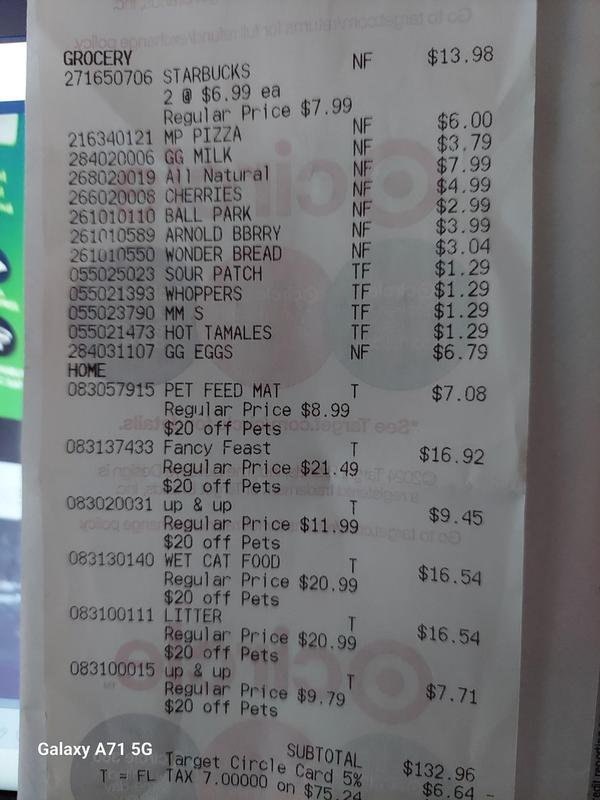 GROCERY
271650706 STARBUCKS NF $13.98
2 @ $6.99 ea
Regular Price $7.99
216340121 MP PIZZA NF $6.00
284020006 GG MILK NF $3.79
268020019 All Natural NF $7.99
266020008 CHERRIES NF $4.99
261010110 BALL PARK NF $2.99
261010589 ARNOLD BBRRY NF $3.99
261010550 WONDER BREAD NF $3.04
055025023 SOUR PATCH TF $1.29
055021393 WHOPPERS TF $1.29
055023790 MM S TF $1.29
055021473 HOT TAMALES TF $1.29
284031107 GG EGGS NF $6.79
HOME
083057915 PET FEED MAT T $7.08
Regular Price $8.99
$20 off Pets
083137433 Fancy Feast T $16.92
Regular Price $21.49
$20 off Pets
083020031 up & up T $9.45
Regular Price $11.99
$20 off Pets
083130140 WET CAT FOOD T $16.54
Regular Price $20.99
$20 off Pets
083100111 LITTER T $16.54
Regular Price $20.99
$20 off Pets
083100015 up & up T $7.71
Regular Price $9.79
$20 off Pets
SUBTOTAL $132.96
Target Circle Card 5% $6.64 -
T = FL TAX 7.00000 on $75.24
Galaxy A71 5G